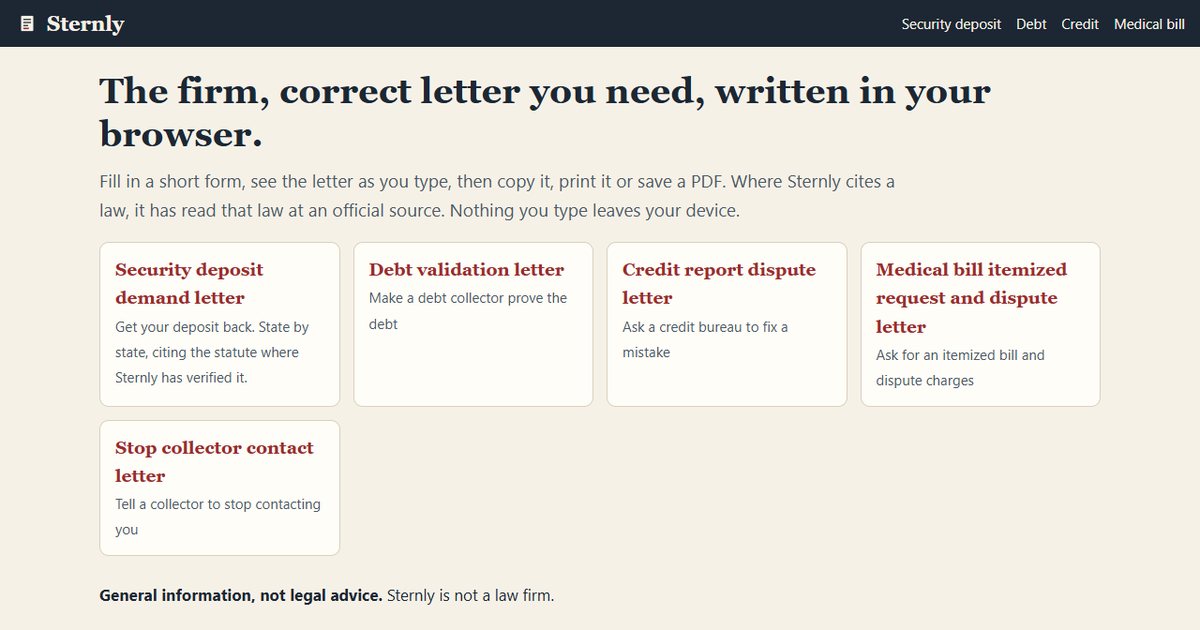 Sternly
Security deposit Debt Credit Medical bill
The firm, correct letter you need, written in your
browser.
Fill in a short form, see the letter as you type, then copy it, print it or save a PDF. Where Sternly cites a
law, it has read that law at an official source. Nothing you type leaves your device.
Security deposit
demand letter
Get your deposit back. State by
state, citing the statute where
Sternly has verified it.
Debt validation letter
Make a debt collector prove the
debt
Credit report dispute
letter
Ask a credit bureau to fix a
mistake
Medical bill itemized
request and dispute
letter
Ask for an itemized bill and
dispute charges
Stop collector contact
letter
Tell a collector to stop contacting
you
General information, not legal advice. Sternly is not a law firm.